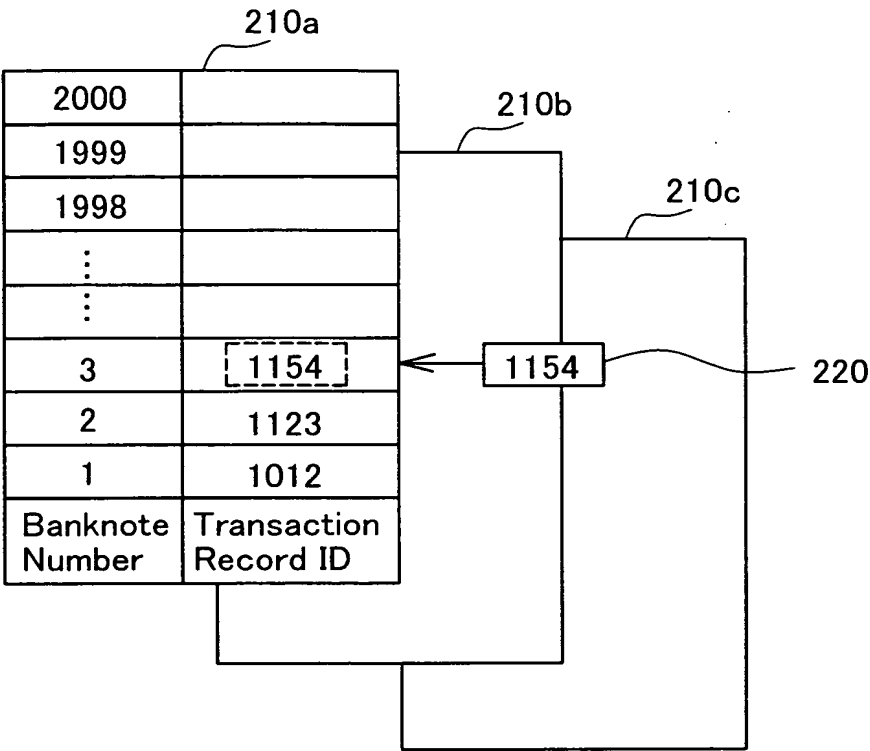 210a
2000
210b
1999
210c
1998
⋮
⋮
3 1154 1154 220
2 1123
1 1012
Banknote Transaction
Number Record ID